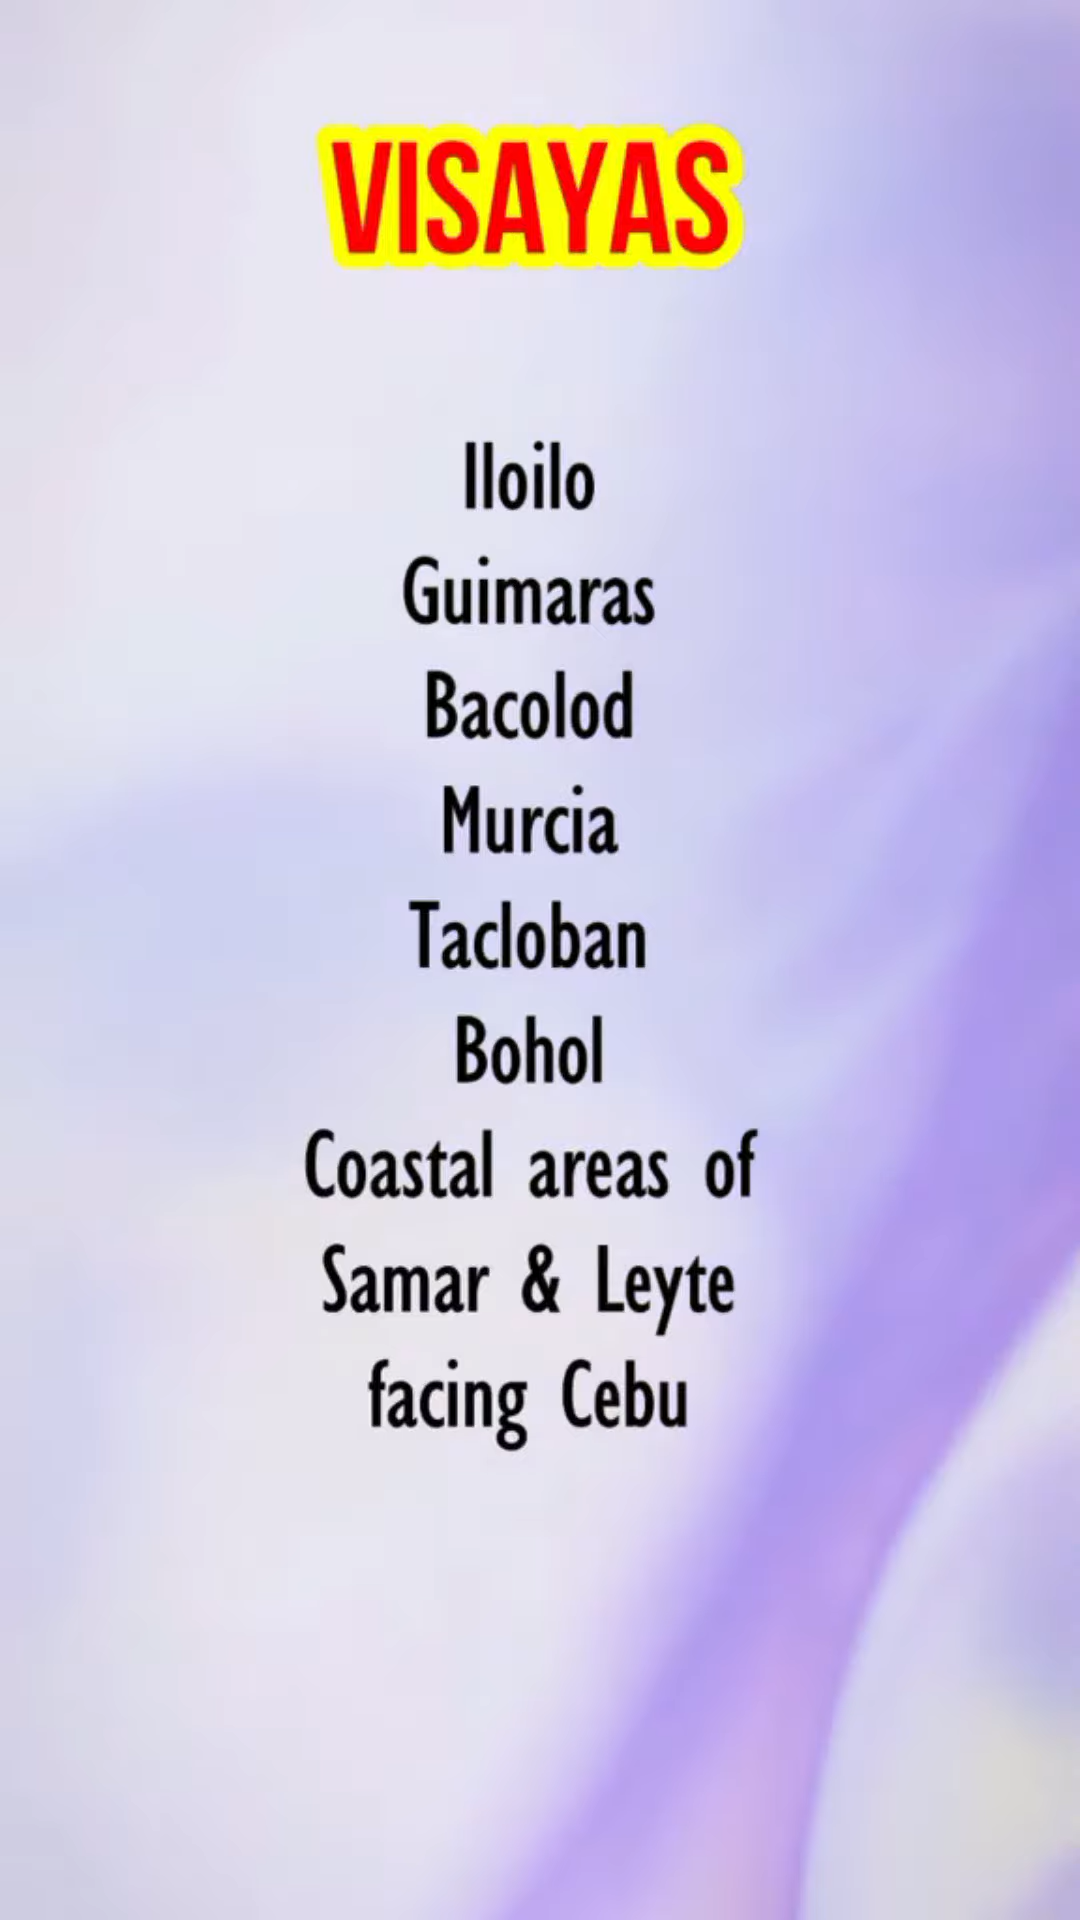 VISAYAS
Iloilo
Guimaras
Bacolod
Murcia
Tacloban
Bohol
Coastal areas of
Samar & Leyte
facing Cebu